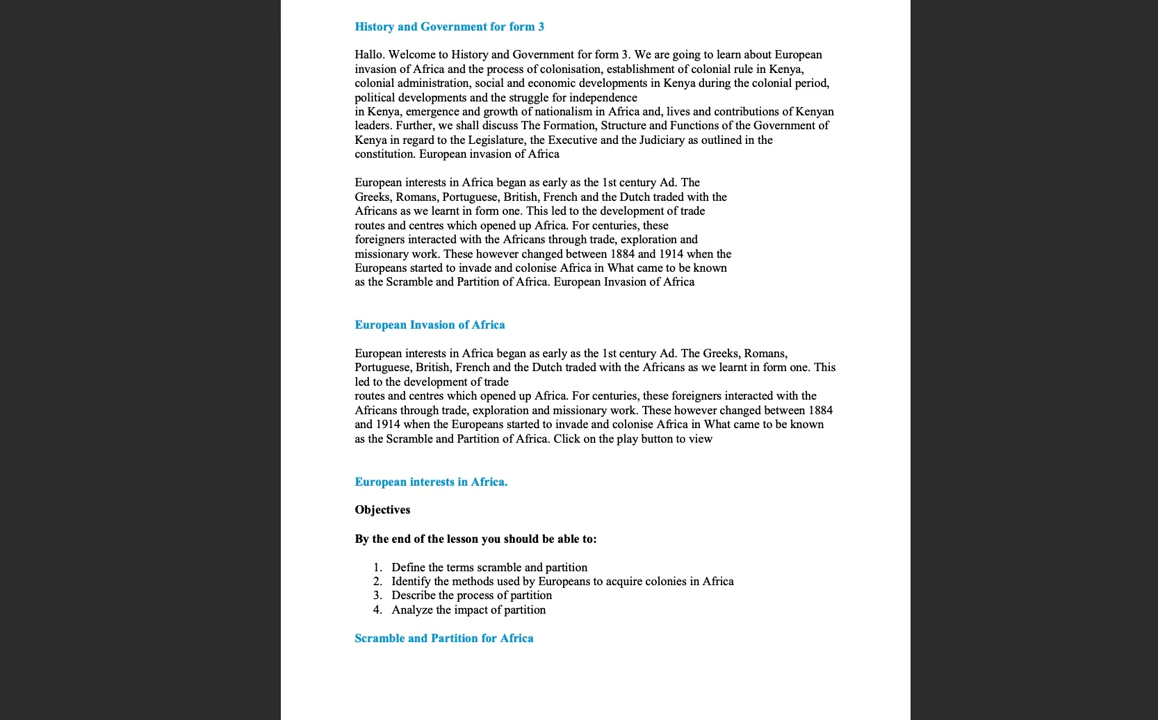 History and Government for form 3
Hallo. Welcome to History and Government for form 3. We are going to learn about European
invasion of Africa and the process of colonisation, establishment of colonial rule in Kenya,
colonial administration, social and economic developments in Kenya during the colonial period,
political developments and the struggle for independence
in Kenya, emergence and growth of nationalism in Africa and, lives and contributions of Kenyan
leaders. Further, we shall discuss The Formation, Structure and Functions of the Government of
Kenya in regard to the Legislature, the Executive and the Judiciary as outlined in the
constitution. European invasion of Africa
European interests in Africa began as early as the 1st century Ad. The
Greeks, Romans, Portuguese, British, French and the Dutch traded with the
Africans as we learnt in form one. This led to the development of trade
routes and centres which opened up Africa. For centuries, these
foreigners interacted with the Africans through trade, exploration and
missionary work. These however changed between 1884 and 1914 when the
Europeans started to invade and colonise Africa in What came to be known
as the Scramble and Partition of Africa. European Invasion of Africa
European Invasion of Africa
European interests in Africa began as early as the 1st century Ad. The Greeks, Romans,
Portuguese, British, French and the Dutch traded with the Africans as we learnt in form one. This
led to the development of trade
routes and centres which opened up Africa. For centuries, these foreigners interacted with the
Africans through trade, exploration and missionary work. These however changed between 1884
and 1914 when the Europeans started to invade and colonise Africa in What came to be known
as the Scramble and Partition of Africa. Click on the play button to view
European interests in Africa.
Objectives
By the end of the lesson you should be able to:
1. Define the terms scramble and partition
2. Identify the methods used by Europeans to acquire colonies in Africa
3. Describe the process of partition
4. Analyze the impact of partition
Scramble and Partition for Africa